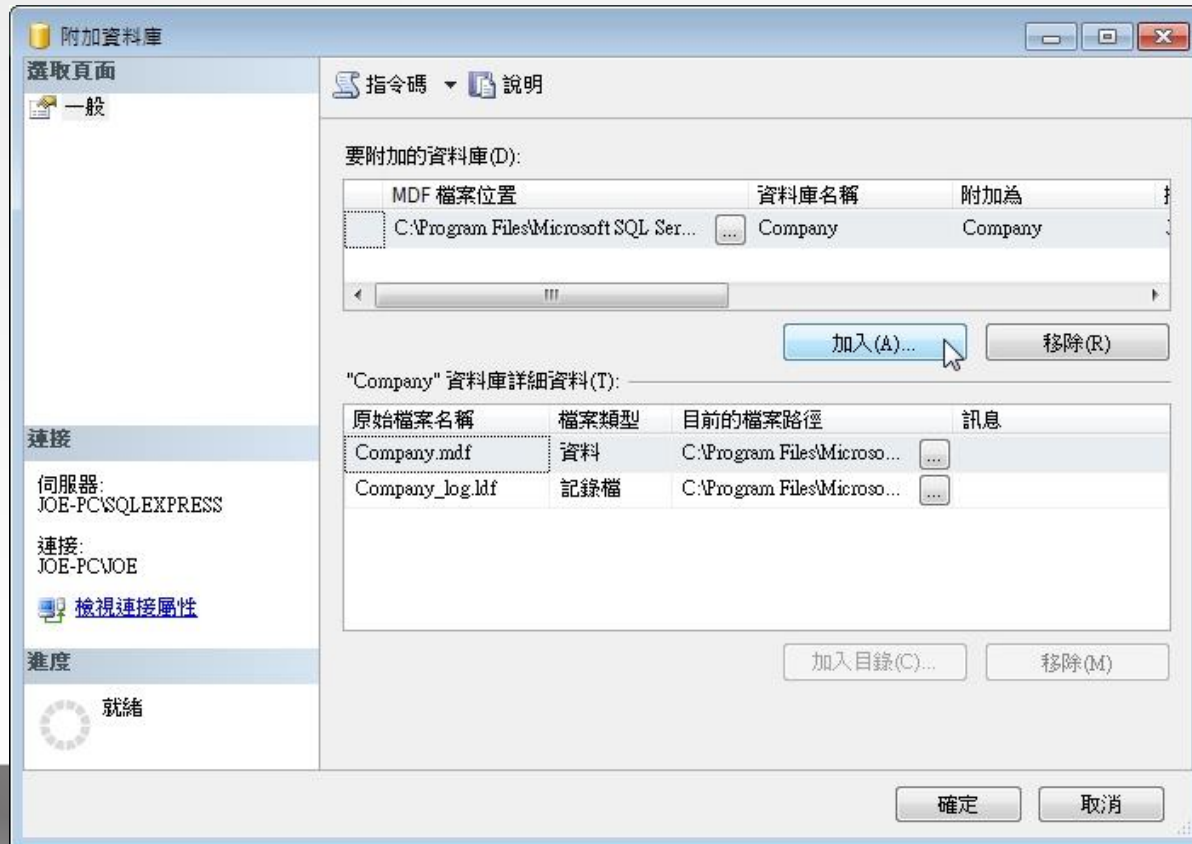 附加資料庫
選取頁面
一般
指令碼 說明
要附加的資料庫(D):
MDF 檔案位置 資料庫名稱 附加為
C:\Program Files\Microsoft SQL Ser... ... Company Company
加入(A)... 移除(R)
"Company" 資料庫詳細資料(T):
原始檔案名稱 檔案類型 目前的檔案路徑 訊息
Company.mdf 資料 C:\Program Files\Microso... ...
Company_log.ldf 記錄檔 C:\Program Files\Microso... ...
加入目錄(C)... 移除(M)
連接
伺服器:
JOE-PC\SQLEXPRESS
連接:
JOE-PC\JOE
檢視連接屬性
進度
就緒
確定 取消